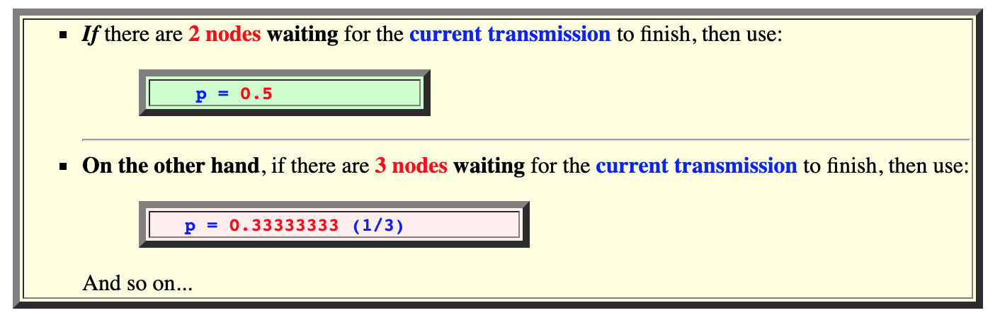 If there are 2 nodes waiting for the current transmission to finish, then use:
p = 0.5
On the other hand, if there are 3 nodes waiting for the current transmission to finish, then use:
p = 0.33333333 (1/3)
And so on...